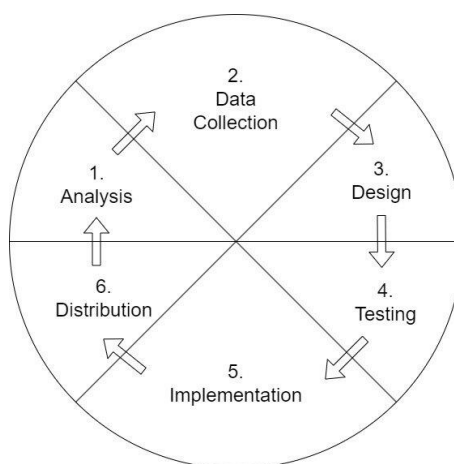 1.
Analysis
2.
Data
Collection
3.
Design
4.
Testing
5.
Implementation
6.
Distribution